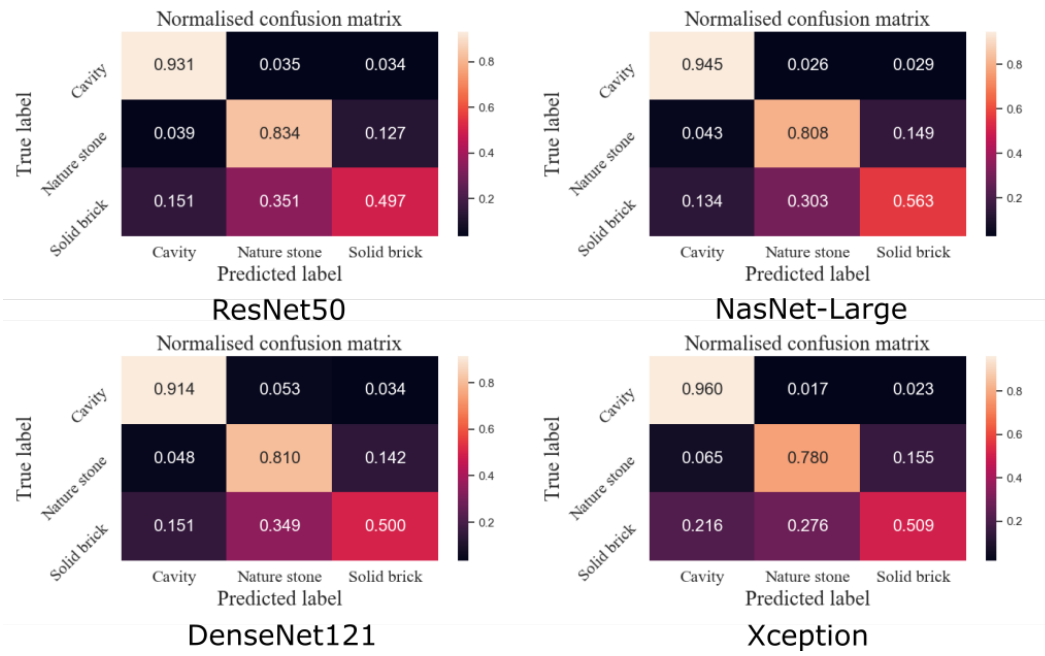 Normalised confusion matrix
0.8
0.6
0.4
0.2
True label
Cavity
Nature stone
Solid brick
0.931 0.035 0.034
0.039 0.834 0.127
0.151 0.351 0.497
Cavity Nature stone Solid brick
Predicted label
ResNet50
Normalised confusion matrix
0.8
0.6
0.4
0.2
True label
Cavity
Nature stone
Solid brick
0.945 0.026 0.029
0.043 0.808 0.149
0.134 0.303 0.563
Cavity Nature stone Solid brick
Predicted label
NasNet-Large
Normalised confusion matrix
0.8
0.6
0.4
0.2
True label
Cavity
Nature stone
Solid brick
0.914 0.053 0.034
0.048 0.810 0.142
0.151 0.349 0.500
Cavity Nature stone Solid brick
Predicted label
DenseNet121
Normalised confusion matrix
0.8
0.6
0.4
0.2
True label
Cavity
Nature stone
Solid brick
0.960 0.017 0.023
0.065 0.780 0.155
0.216 0.276 0.509
Cavity Nature stone Solid brick
Predicted label
Xception